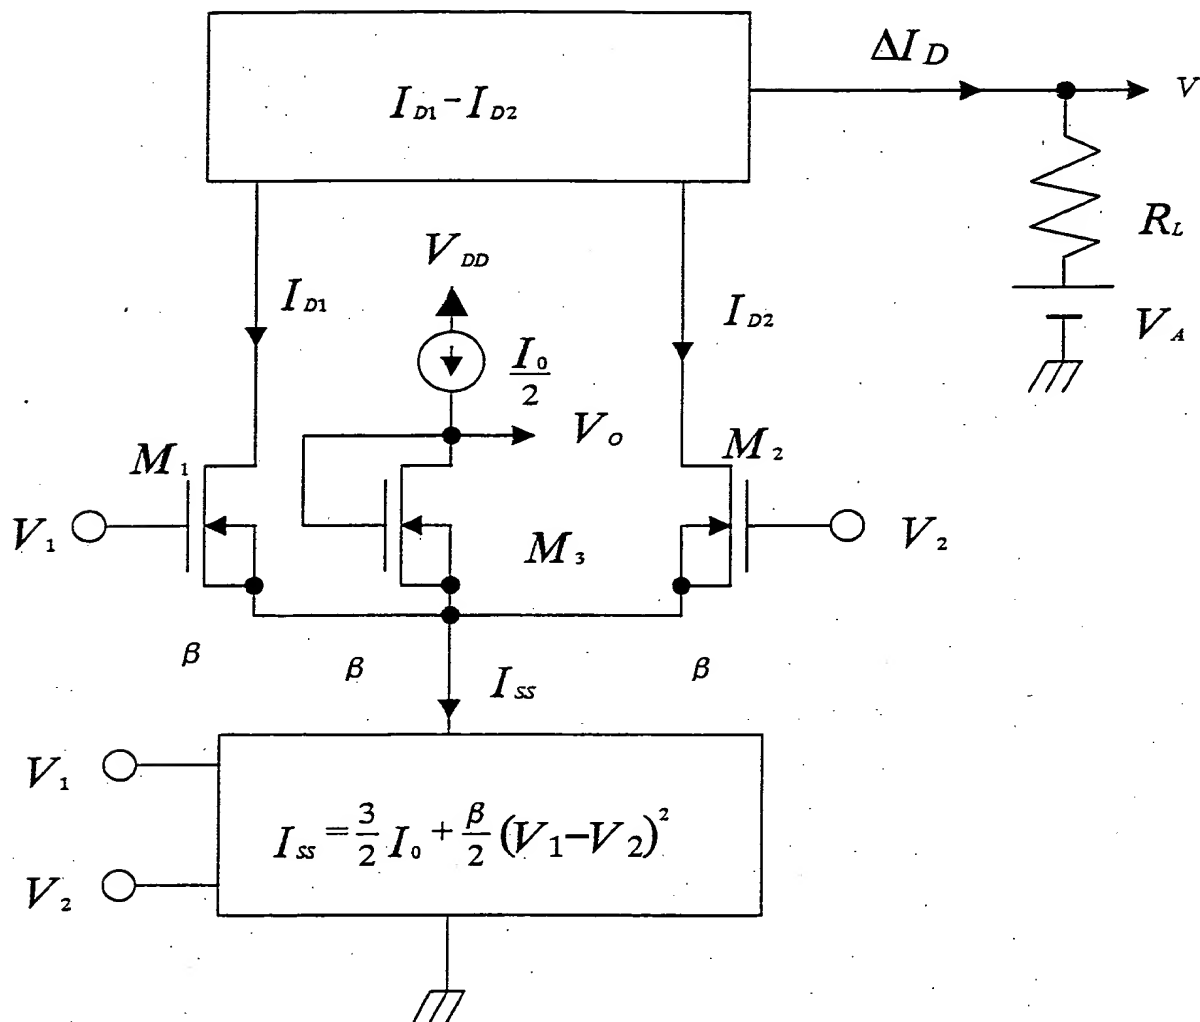 ΔI_D
I_D1 - I_D2
V
R_L
V_DD
I_D1
I_D2
V_A
I_0/2
V_O
M_1
M_2
V_1
V_2
M_3
β
β
β
I_SS
V_1
I_SS = 3/2 I_0 + β/2 (V_1 - V_2)^2
V_2